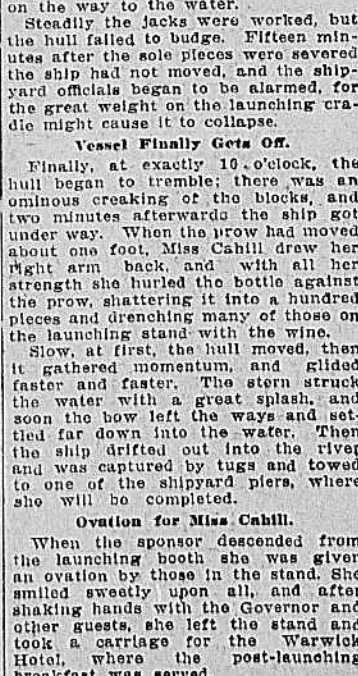 on the way to the water.
Steadily the jacks were worked, but
the hull failed to budge. Fifteen min-
utes after the sole pieces were severed
the ship had not moved, and the ship-
yard officials began to be alarmed, for
the great weight on the launching cra-
dle might cause it to collapse.
Vessel Finally Gets Off.
Finally, at exactly 10 o'clock, the
hull began to tremble; there was an
ominous creaking of the blocks, and
two minutes afterwards the ship got
under way. When the prow had moved
about one foot, Miss Cahill drew her
right arm back, and with all her
strength she hurled the bottle against
the prow, shattering it into a hundred
pieces and drenching many of those on
the launching stand with the wine.
Slow, at first, the hull moved, then
it gathered momentum, and glided
faster and faster. The stern struck
the water with a great splash, and
soon the bow left the ways and set-
tled far down into the water. Then
the ship drifted out into the river
and was captured by tugs and towed
to one of the shipyard piers, where
she will be completed.
Ovation for Miss Cahill.
When the sponsor descended from
the launching booth she was given
an ovation by those in the stand. She
smiled sweetly upon all, and after
shaking hands with the Governor and
other guests, she left the stand and
took a carriage for the Warwick
Hotel, where the post-launching
breakfast was served